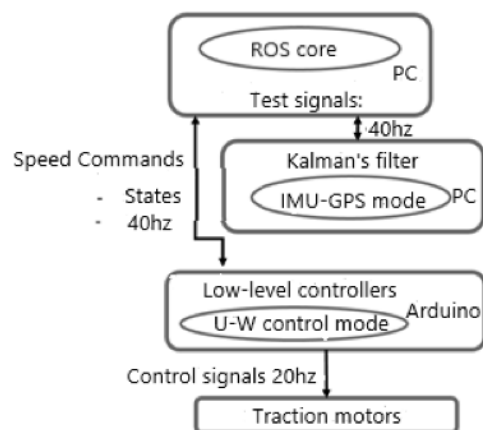 ROS core
PC
Test signals:
40hz
Speed Commands
- States
- 40hz
Kalman's filter
IMU-GPS mode
PC
Low-level controllers
Arduino
U-W control mode
Control signals 20hz
Traction motors